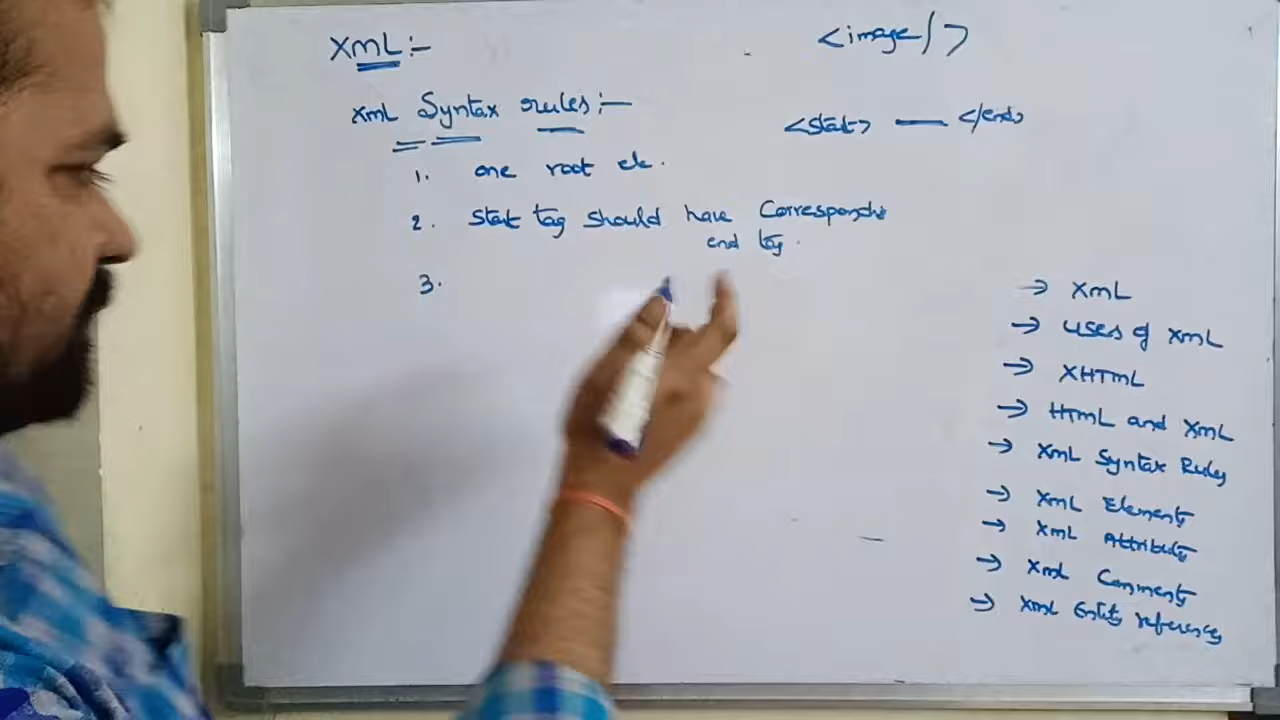 XML:-
<image/>
XML Syntax rules:-
<start> — </end>
1. one root ele.
2. Start tag should have Corresponding
end tag.
3.
→ XML
→ uses of XML
→ XHTML
→ HTML and XML
→ XML Syntax Rules
→ XML Elements
→ XML Attributes
→ XML Comments
→ XML Entity references